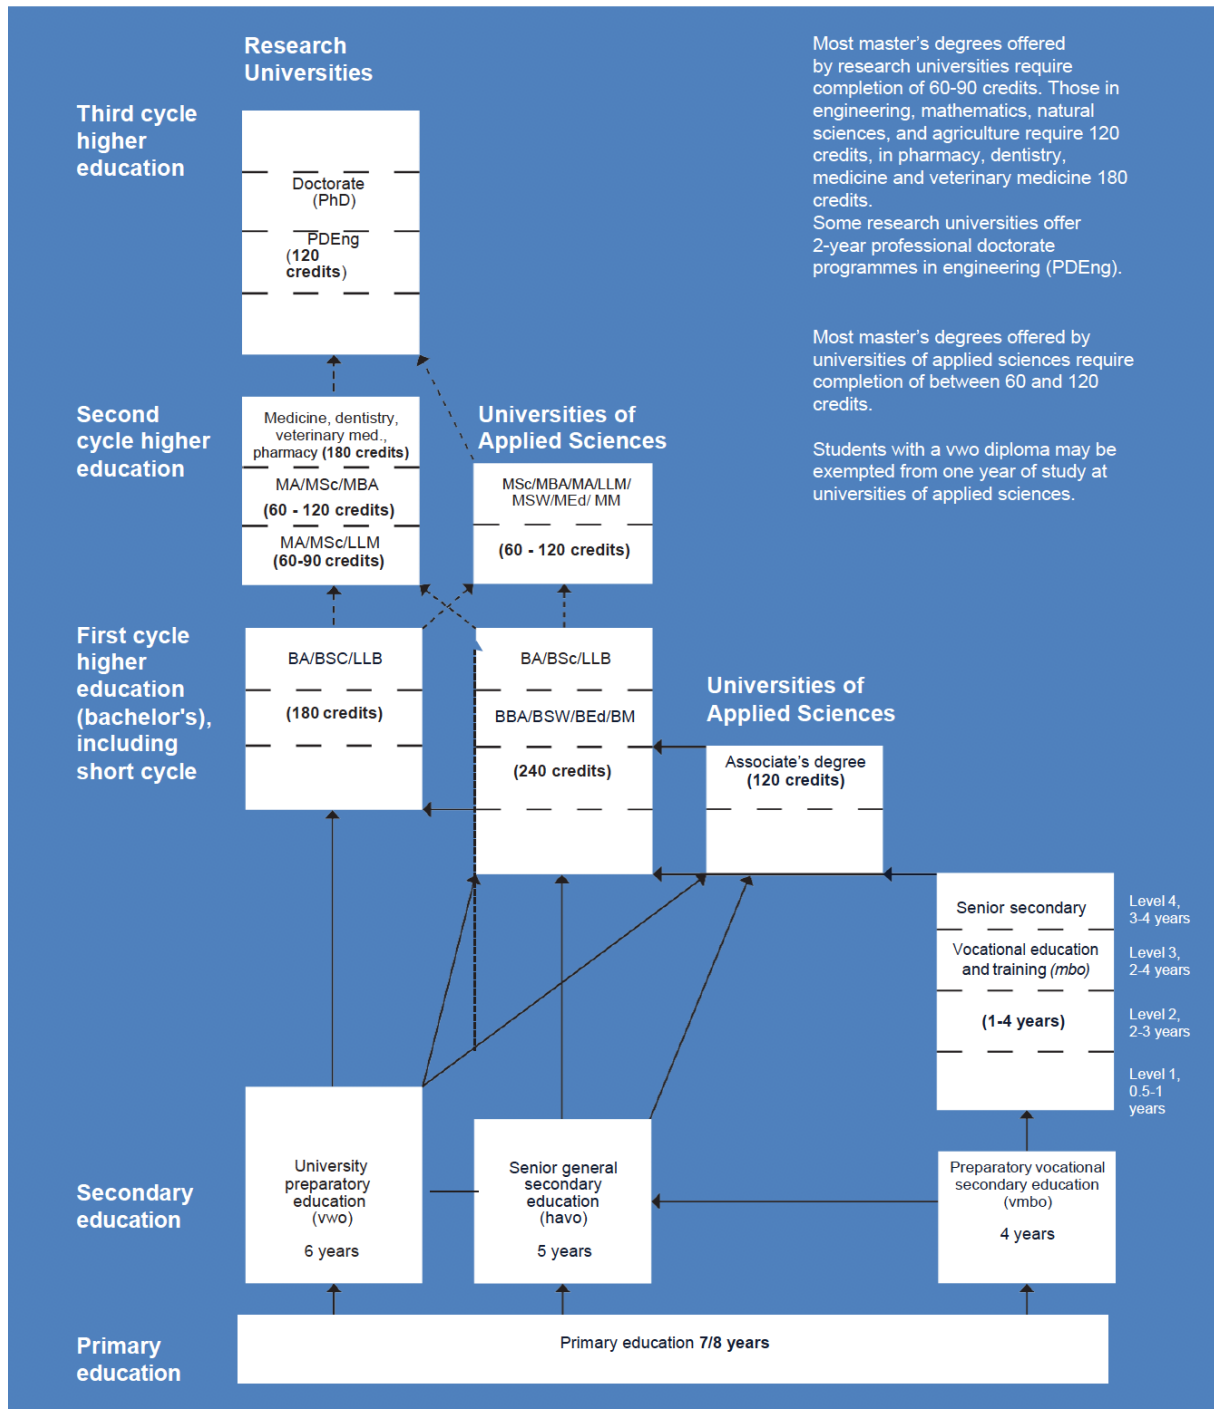 Research
Universities
Most master's degrees offered
by research universities require
completion of 60-90 credits. Those in
engineering, mathematics, natural
sciences, and agriculture require 120
credits, in pharmacy, dentistry,
medicine and veterinary medicine 180
credits.
Some research universities offer
2-year professional doctorate
programmes in engineering (PDEng).
Most master's degrees offered by
universities of applied sciences require
completion of between 60 and 120
credits.
Students with a vwo diploma may be
exempted from one year of study at
universities of applied sciences.
Third cycle
higher
education
Doctorate
(PhD)
PDEng
(120
credits)
Second
cycle higher
education
Medicine, dentistry,
veterinary med.,
pharmacy (180 credits)
MA/MSc/MBA
(60 - 120 credits)
MA/MSc/LLM
(60-90 credits)
Universities of
Applied Sciences
MSc/MBA/MA/LLM/
MSW/MEd/ MM
(60 - 120 credits)
First cycle
higher
education
(bachelor's),
including
short cycle
BA/BSC/LLB
(180 credits)
BA/BSc/LLB
BBA/BSW/BEd/BM
(240 credits)
Universities of
Applied Sciences
Associate's degree
(120 credits)
Senior secondary
Vocational education
and training (mbo)
(1-4 years)
Level 4,
3-4 years
Level 3,
2-4 years
Level 2,
2-3 years
Level 1,
0.5-1
years
Secondary
education
University
preparatory
education
(vwo)
6 years
Senior general
secondary
education
(havo)
5 years
Preparatory vocational
secondary education
(vmbo)
4 years
Primary
education
Primary education 7/8 years